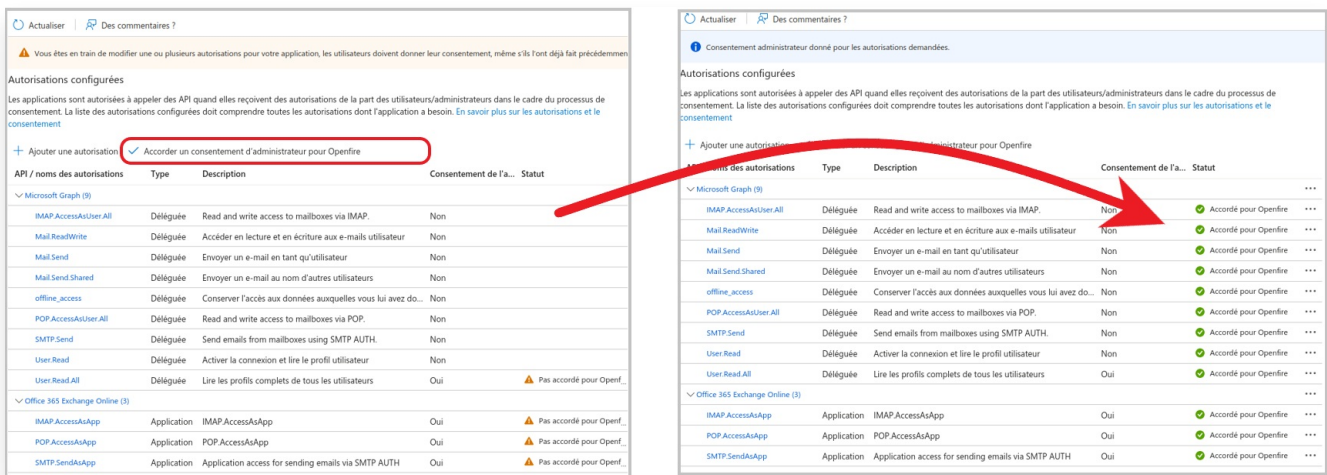 Actualiser Des commentaires ?
Vous êtes en train de modifier une ou plusieurs autorisations pour votre application, les utilisateurs doivent donner leur consentement, même s'ils l'ont déjà fait précédemmen
Autorisations configurées
Les applications sont autorisées à appeler des API quand elles reçoivent des autorisations de la part des utilisateurs/administrateurs dans le cadre du processus de
consentement. La liste des autorisations configurées doit comprendre toutes les autorisations dont l'application a besoin. En savoir plus sur les autorisations et le
consentement
Ajouter une autorisation Accorder un consentement d'administrateur pour Openfire
API / noms des autorisations Type Description Consentement de l'a... Statut
Microsoft Graph (9)
IMAP.AccessAsUser.All Déléguée Read and write access to mailboxes via IMAP. Non
Mail.ReadWrite Déléguée Accéder en lecture et en écriture aux e-mails utilisateur Non
Mail.Send Déléguée Envoyer un e-mail en tant qu'utilisateur Non
Mail.Send.Shared Déléguée Envoyer un e-mail au nom d'autres utilisateurs Non
offline_access Déléguée Conserver l'accès aux données auxquelles vous lui avez do... Non
POP.AccessAsUser.All Déléguée Read and write access to mailboxes via POP. Non
SMTP.Send Déléguée Send emails from mailboxes using SMTP AUTH. Non
User.Read Déléguée Activer la connexion et lire le profil utilisateur Non
User.Read.All Déléguée Lire les profils complets de tous les utilisateurs Oui Pas accordé pour Openf...
Office 365 Exchange Online (3)
IMAP.AccessAsApp Application IMAP.AccessAsApp Oui Pas accordé pour Openf...
POP.AccessAsApp Application POP.AccessAsApp Oui Pas accordé pour Openf...
SMTP.SendAsApp Application Application access for sending emails via SMTP AUTH Oui Pas accordé pour Openf...
Actualiser Des commentaires ?
Consentement administrateur donné pour les autorisations demandées.
Autorisations configurées
Les applications sont autorisées à appeler des API quand elles reçoivent des autorisations de la part des utilisateurs/administrateurs dans le cadre du processus de
consentement. La liste des autorisations configurées doit comprendre toutes les autorisations dont l'application a besoin. En savoir plus sur les autorisations et le
consentement
Ajouter une autorisation administrateur pour Openfire
noms des autorisations Type Description Consentement de l'a... Statut
Microsoft Graph (9)
IMAP.AccessAsUser.All Déléguée Read and write access to mailboxes via IMAP. Non Accordé pour Openfire
Mail.ReadWrite Déléguée Accéder en lecture et en écriture aux e-mails utilisateur Non Accordé pour Openfire
Mail.Send Déléguée Envoyer un e-mail en tant qu'utilisateur Non Accordé pour Openfire
Mail.Send.Shared Déléguée Envoyer un e-mail au nom d'autres utilisateurs Non Accordé pour Openfire
offline_access Déléguée Conserver l'accès aux données auxquelles vous lui avez do... Non Accordé pour Openfire
POP.AccessAsUser.All Déléguée Read and write access to mailboxes via POP. Non Accordé pour Openfire
SMTP.Send Déléguée Send emails from mailboxes using SMTP AUTH. Non Accordé pour Openfire
User.Read Déléguée Activer la connexion et lire le profil utilisateur Non Accordé pour Openfire
User.Read.All Déléguée Lire les profils complets de tous les utilisateurs Oui Accordé pour Openfire
Office 365 Exchange Online (3)
IMAP.AccessAsApp Application IMAP.AccessAsApp Oui Accordé pour Openfire
POP.AccessAsApp Application POP.AccessAsApp Oui Accordé pour Openfire
SMTP.SendAsApp Application Application access for sending emails via SMTP AUTH Oui Accordé pour Openfire